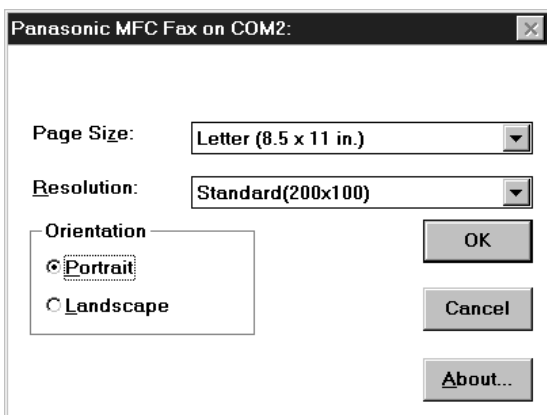 Panasonic MFC Fax on COM2:
Page Size:
Letter (8.5 x 11 in.)
Resolution:
Standard(200x100)
Orientation
Portrait
Landscape
OK
Cancel
About...